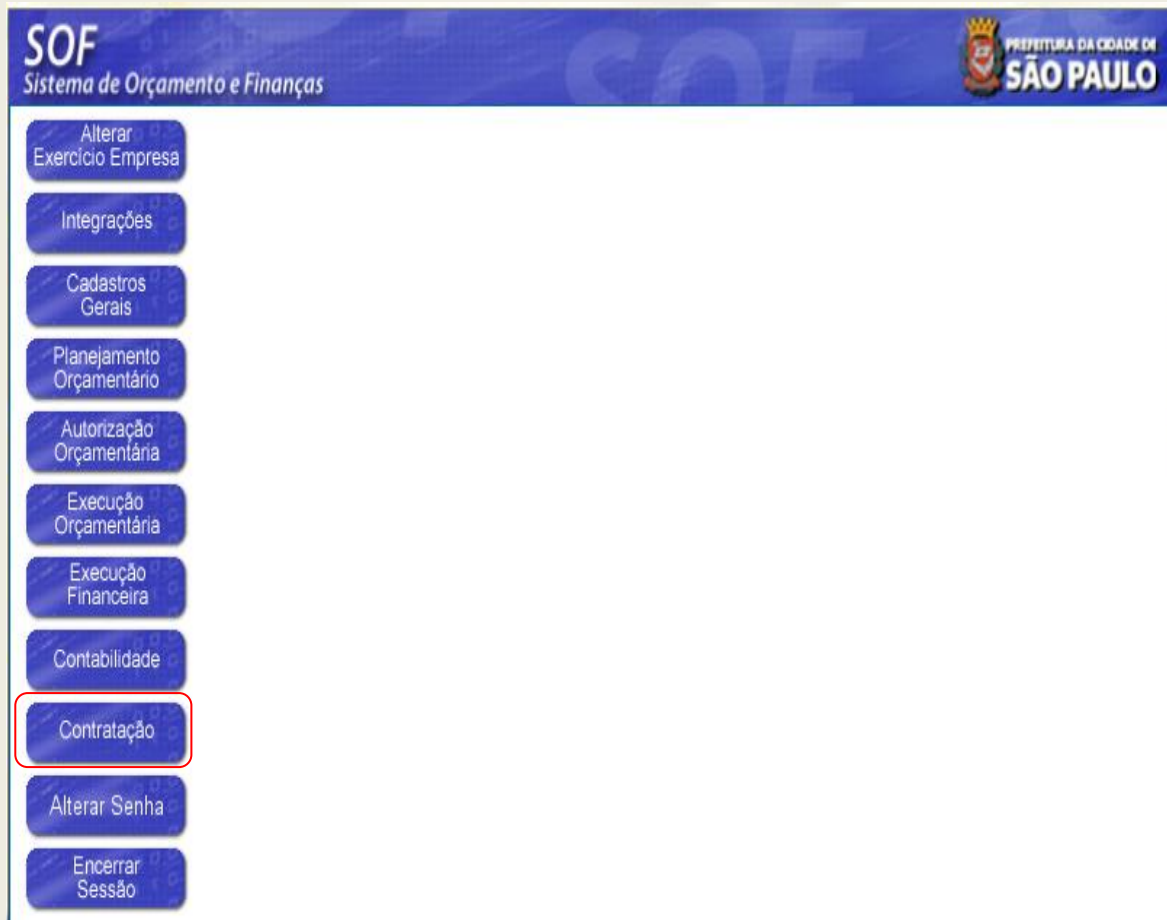 SOF
Sistema de Orçamento e Finanças
SOF
PREFEITURA DA CIDADE DE
SÃO PAULO
Alterar
Exercício Empresa
Integrações
Cadastros
Gerais
Planejamento
Orçamentário
Autorização
Orçamentária
Execução
Orçamentária
Execução
Financeira
Contabilidade
Contratação
Alterar Senha
Encerrar
Sessão